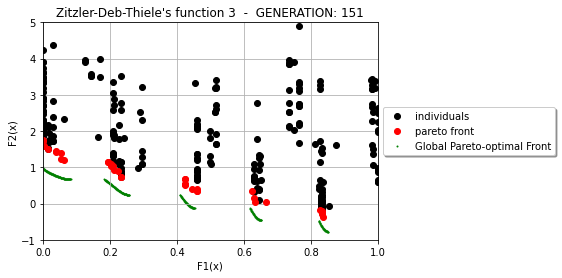 Zitzler-Deb-Thiele's function 3 - GENERATION: 151
5
4
3
2
1
0
−1
F2(x)
0.0 0.2 0.4 0.6 0.8 1.0
F1(x)
individuals
pareto front
Global Pareto-optimal Front